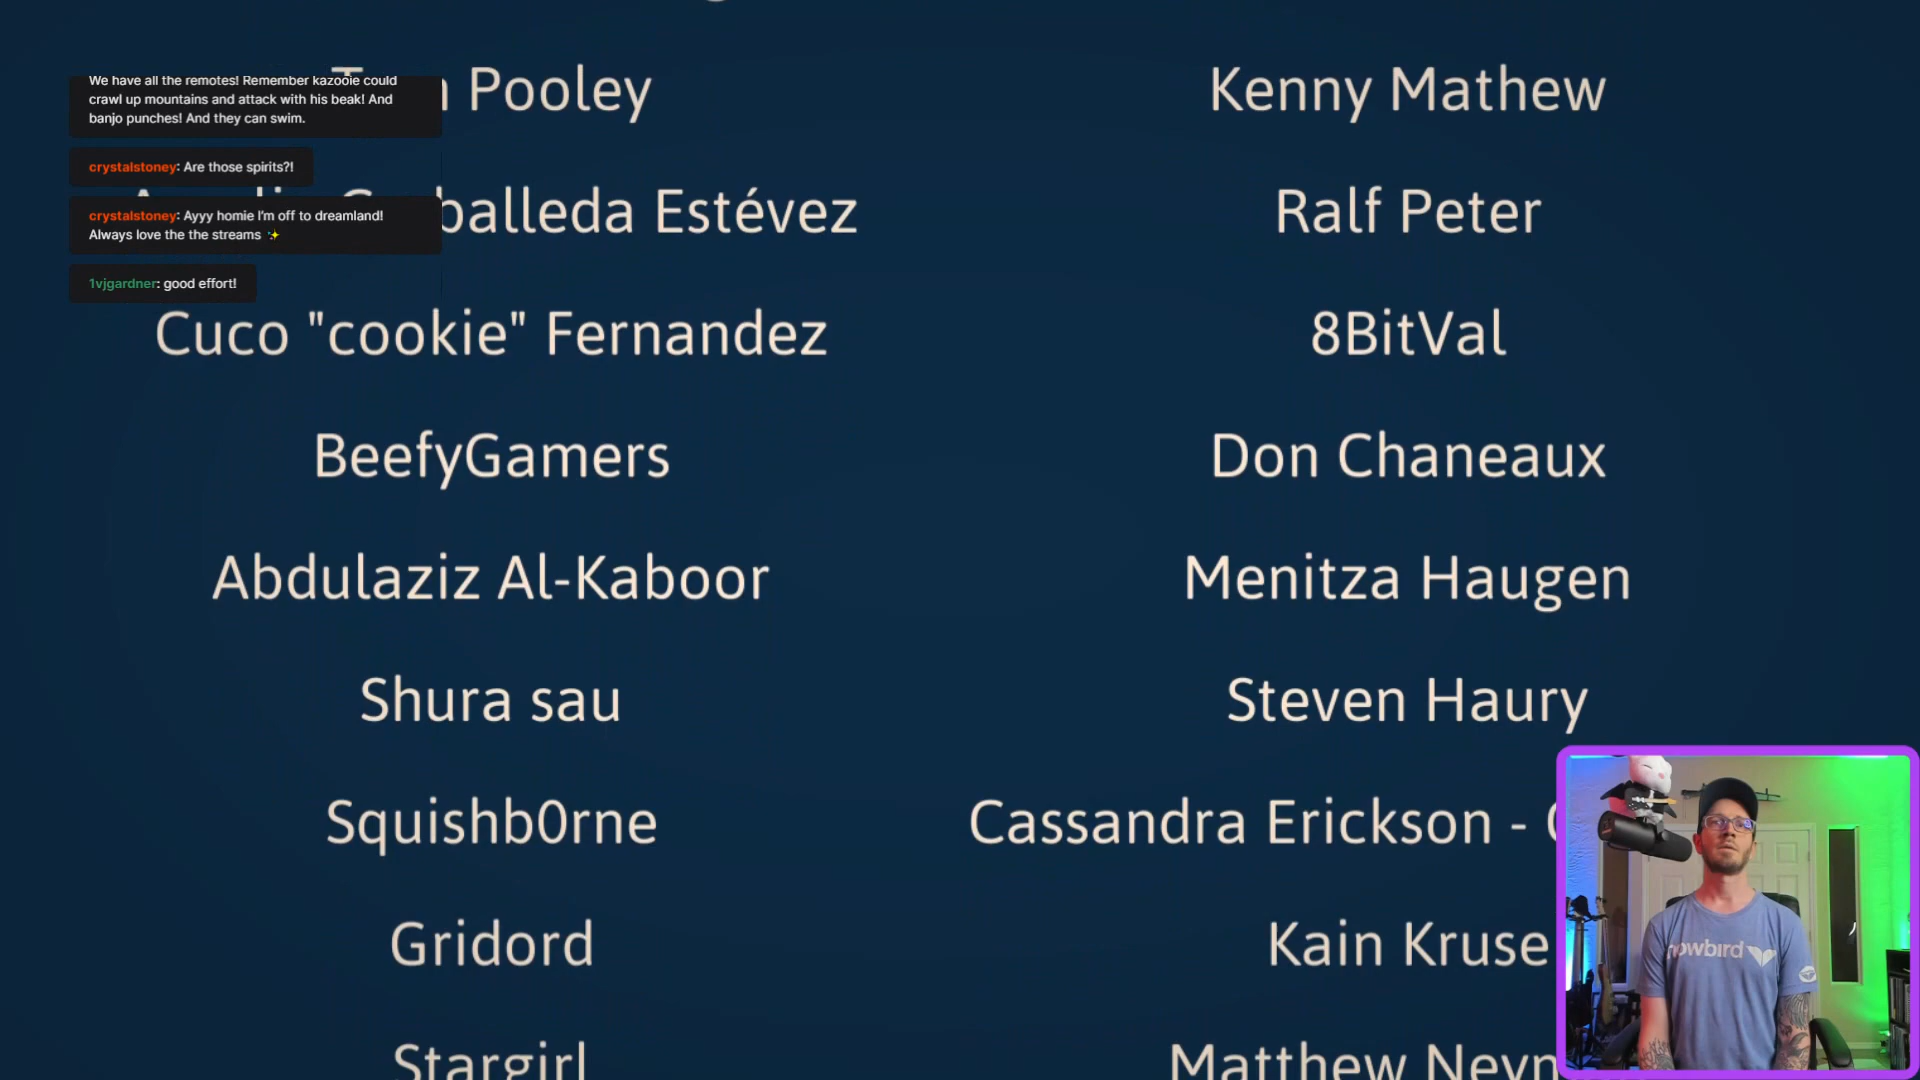 We have all the remotes! Remember kazooie could
crawl up mountains and attack with his beak! And
banjo punches! And they can swim.
crystalstoney: Are those spirits?!
crystalstoney: Ayyy homie I'm off to dreamland!
Always love the the streams ✨
1vjgardner: good effort!
Pooley
Kenny Mathew
Estévez
Ralf Peter
Cuco "cookie" Fernandez
8BitVal
BeefyGamers
Don Chaneaux
Abdulaziz Al-Kaboor
Menitza Haugen
Shura sau
Steven Haury
Squishb0rne
Cassandra Erickson -
Gridord
Kain Kruse
Stargirl
Matthew